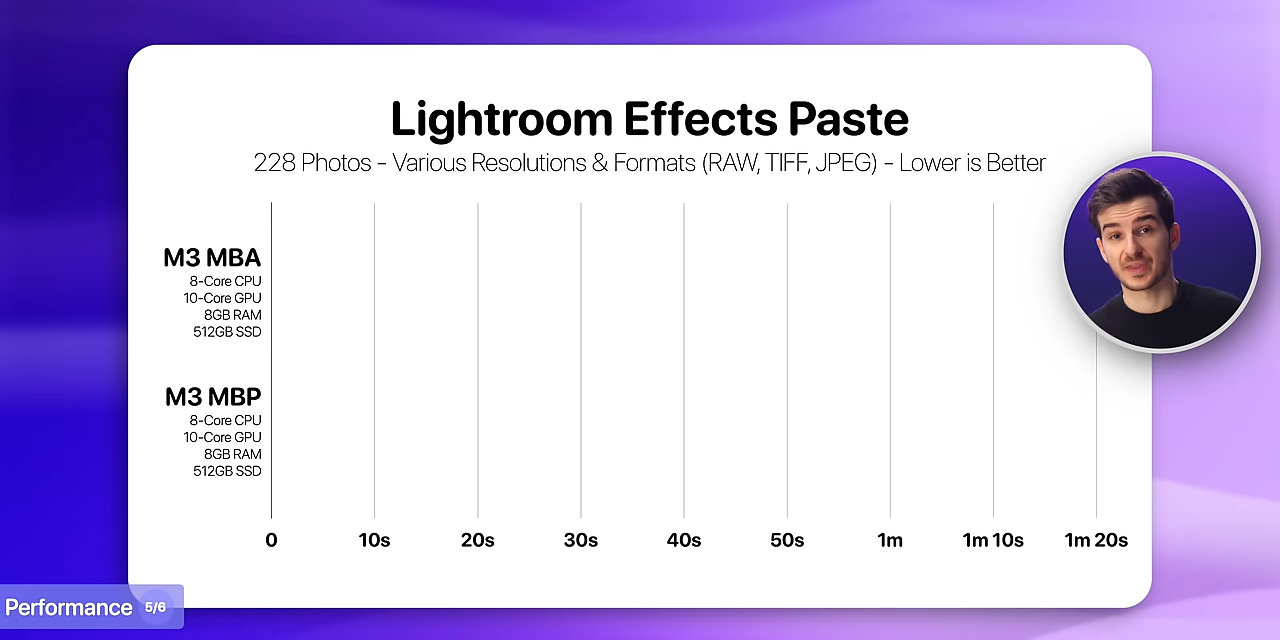 Lightroom Effects Paste
228 Photos - Various Resolutions & Formats (RAW, TIFF, JPEG) - Lower is Better
M3 MBA
8-Core CPU
10-Core GPU
8GB RAM
512GB SSD
M3 MBP
8-Core CPU
10-Core GPU
8GB RAM
512GB SSD
0 10s 20s 30s 40s 50s 1m 1m 10s 1m 20s
Performance 5/6